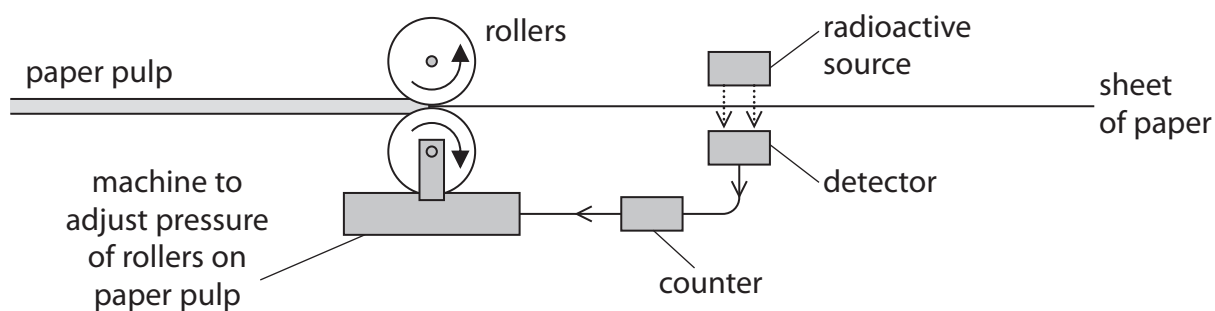 rollers
radioactive
source
paper pulp
sheet
of paper
machine to
adjust pressure
of rollers on
paper pulp
detector
counter